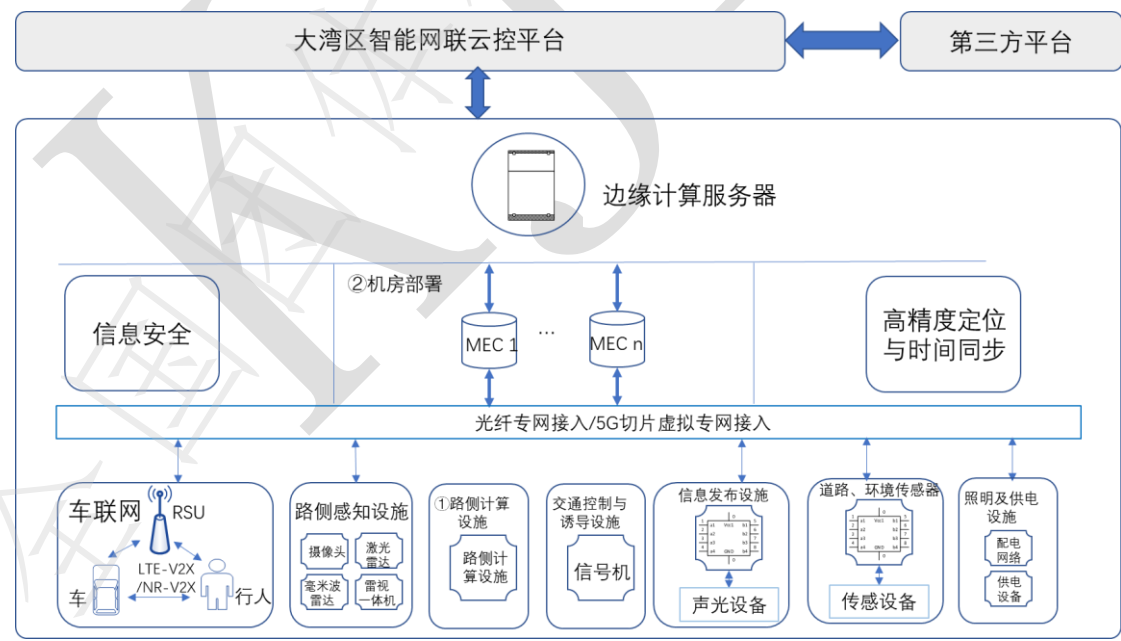 大湾区智能网联云控平台
第三方平台
边缘计算服务器
②机房部署
信息安全
MEC 1
…
MEC n
高精度定位
与时间同步
光纤专网接入/5G切片虚拟专网接入
车联网
RSU
LTE-V2X
/NR-V2X
车
行人
路侧感知设施
摄像头
激光
雷达
毫米波
雷达
雷视
一体机
①路侧计算
设施
路侧计
算设施
交通控制与
诱导设施
信号机
信息发布设施
声光设备
道路、环境传感器
传感设备
照明及供电
设施
配电
网络
供电
设备